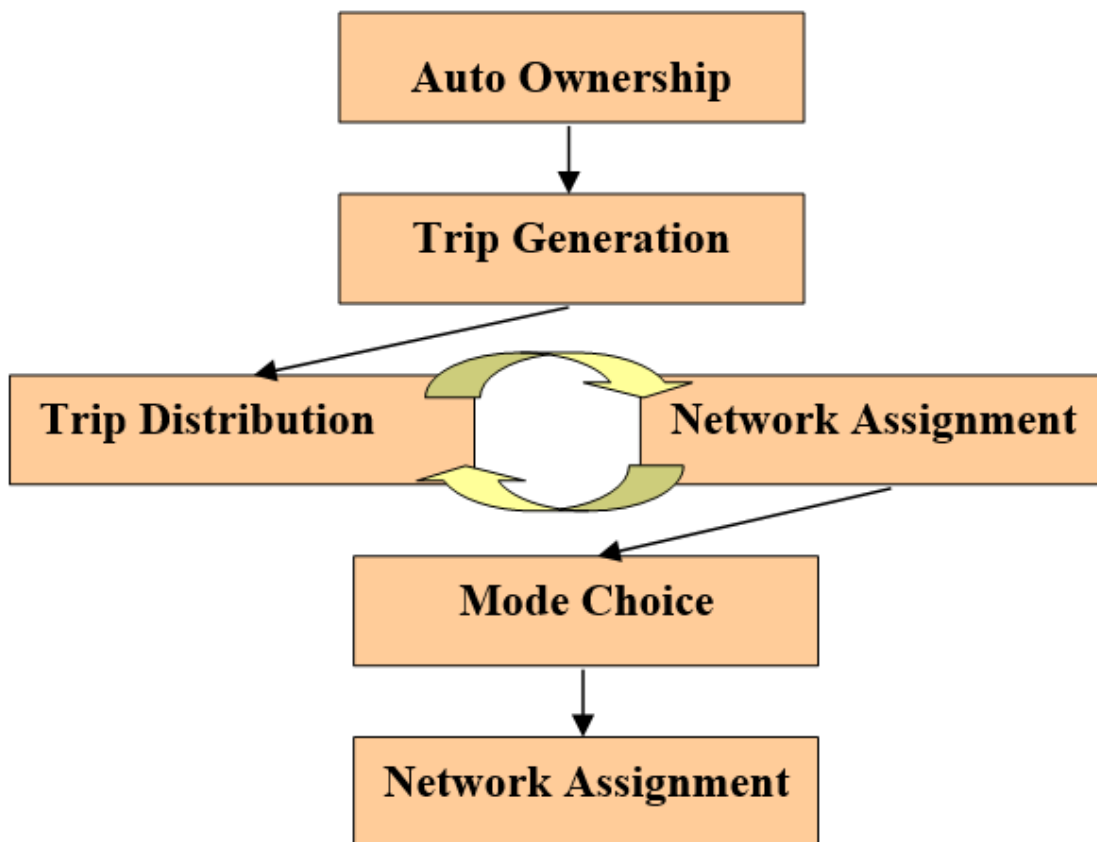 Auto Ownership
Trip Generation
Trip Distribution
Network Assignment
Mode Choice
Network Assignment